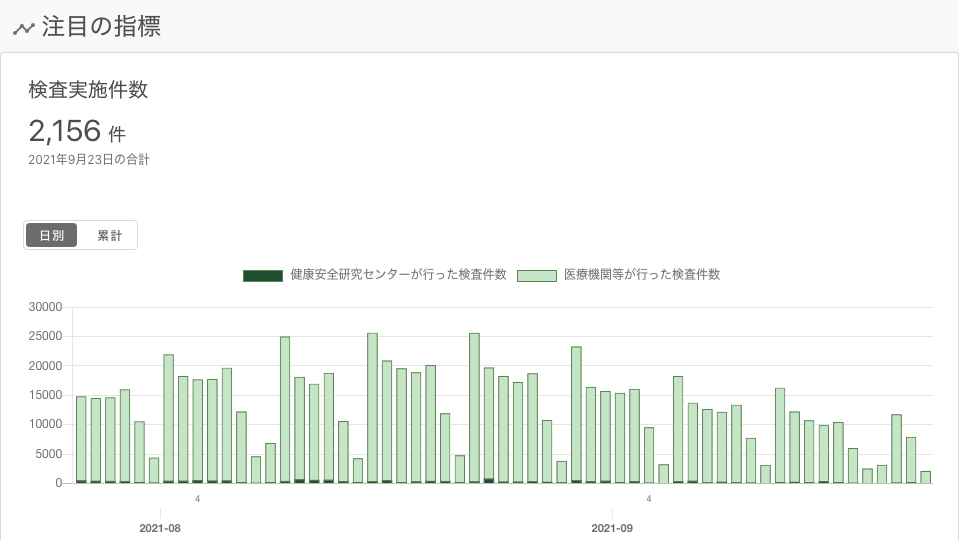 注目の指標
検査実施件数
2,156 件
2021年9月23日の合計
日別 累計
健康安全研究センターが行った検査件数 医療機関等が行った検査件数
30000
25000
20000
15000
10000
5000
0
4 4
2021-08 2021-09